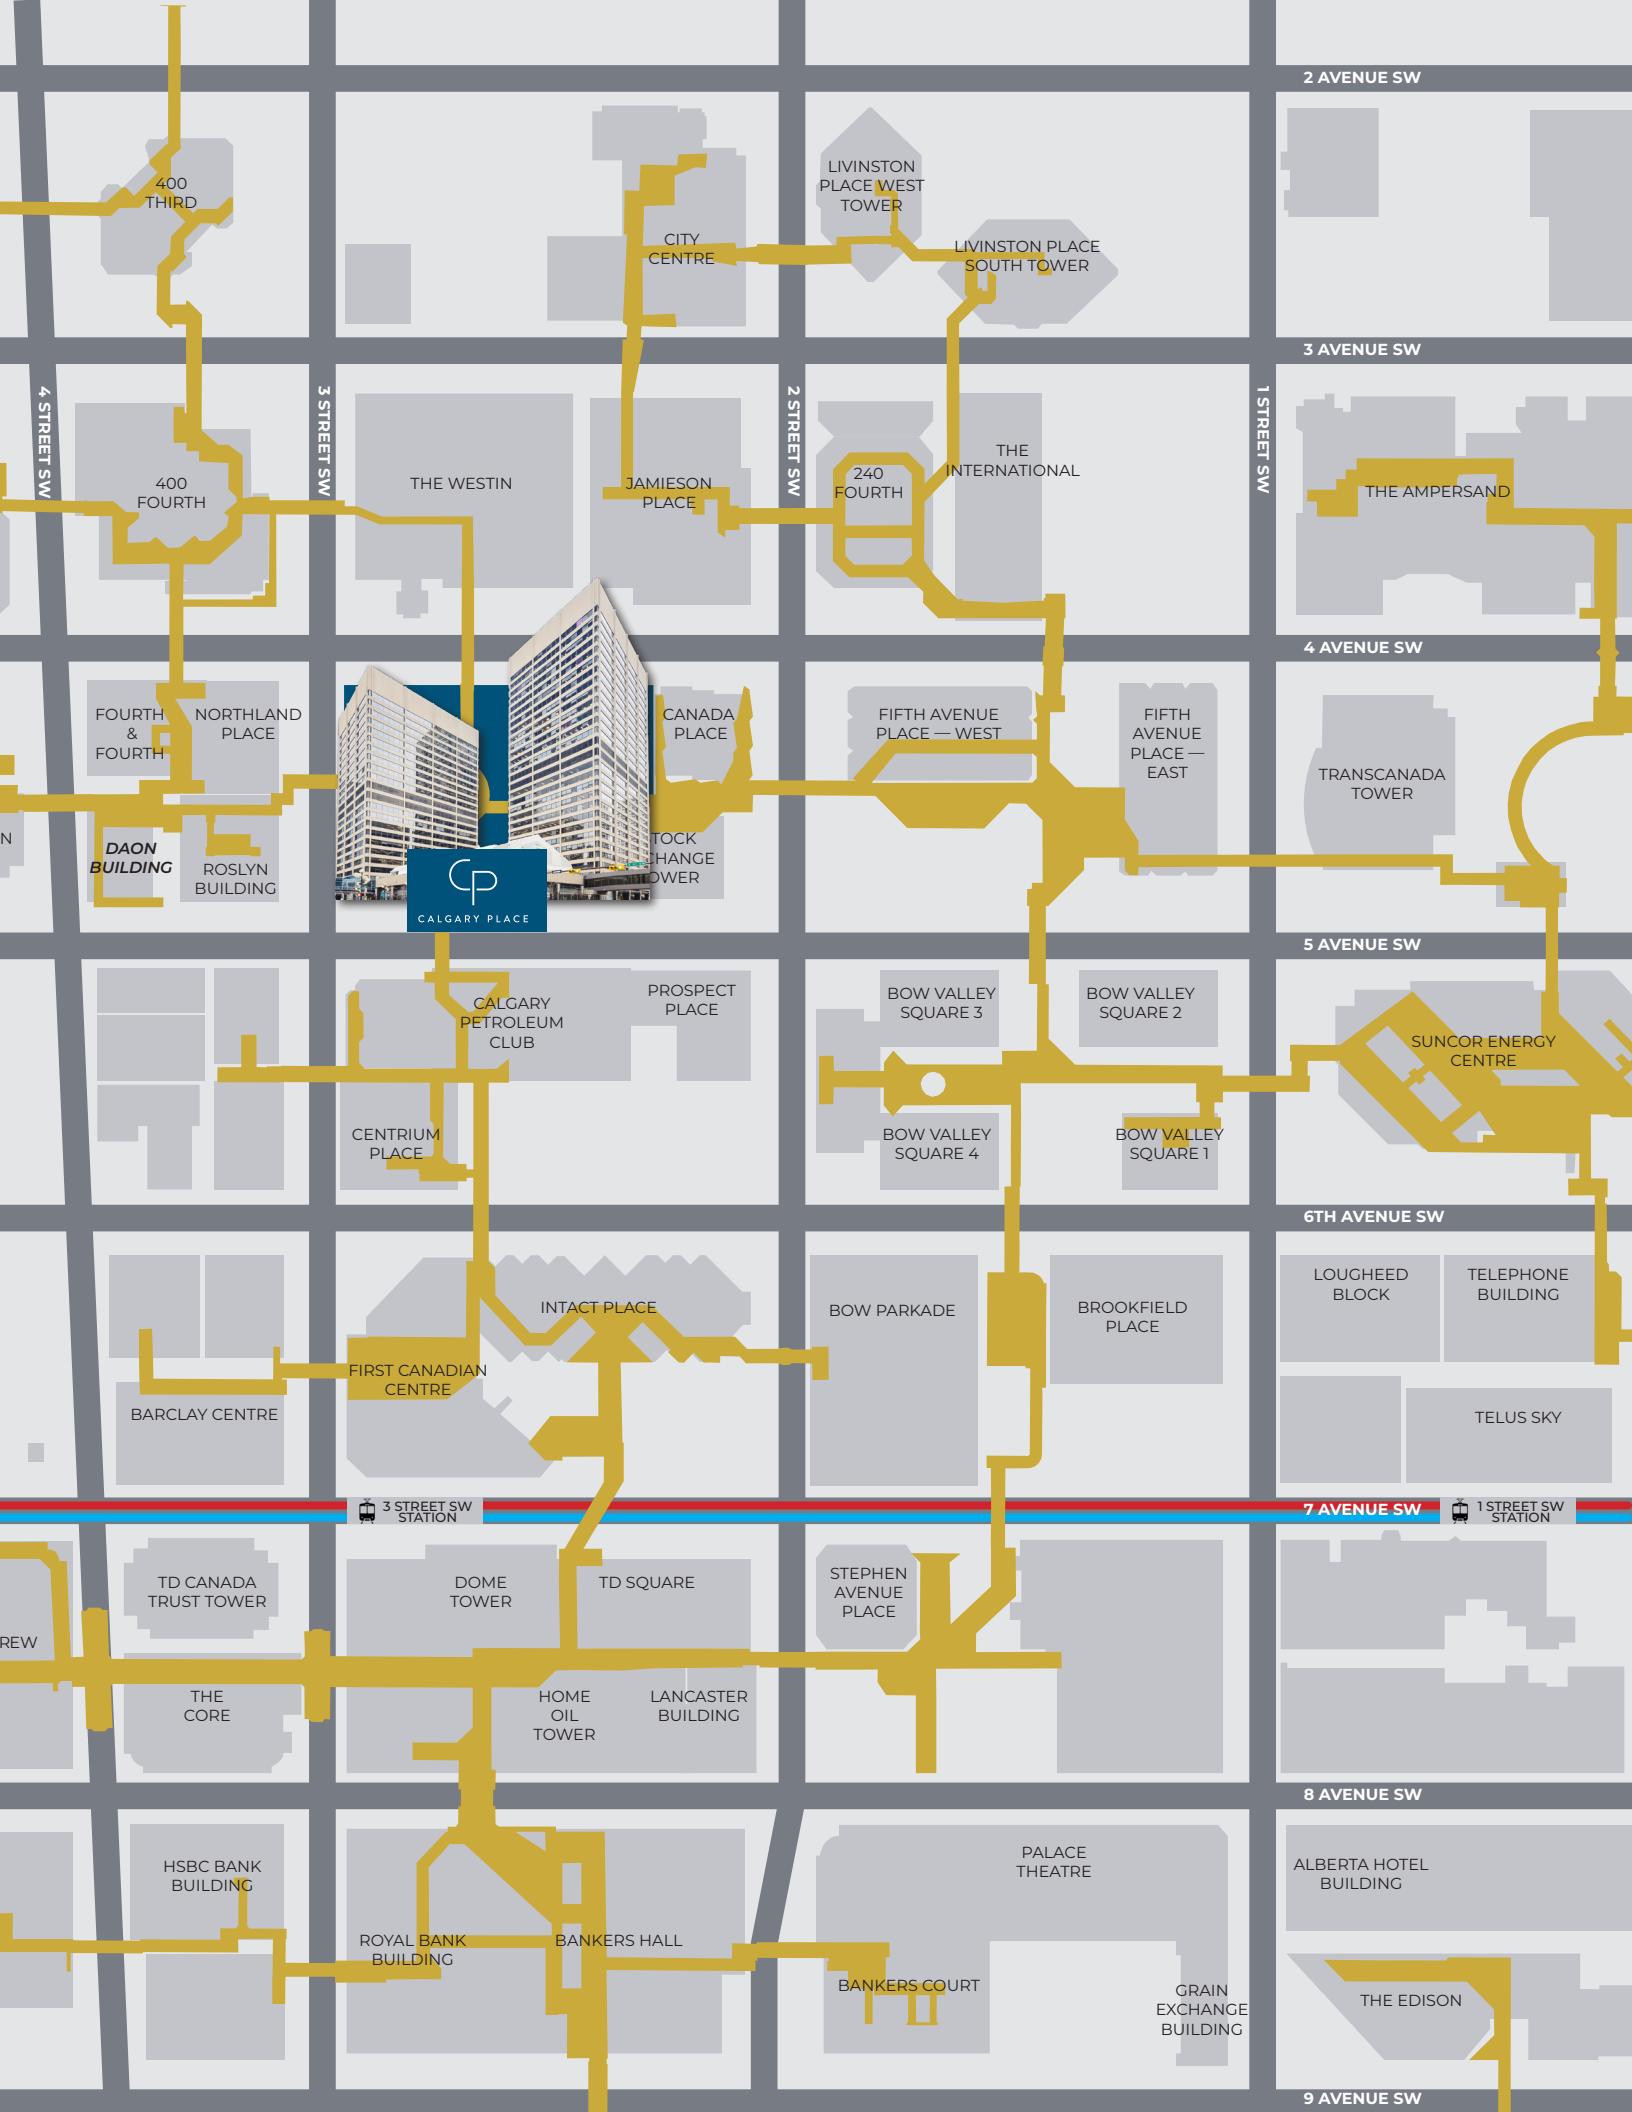 2 AVENUE SW
400
THIRD
LIVINSTON
PLACE WEST
TOWER
CITY
CENTRE
LIVINSTON PLACE
SOUTH TOWER
3 AVENUE SW
4 STREET SW
3 STREET SW
2 STREET SW
1 STREET SW
400
FOURTH
THE WESTIN
JAMIESON
PLACE
240
FOURTH
THE
INTERNATIONAL
THE AMPERSAND
4 AVENUE SW
FOURTH
&
FOURTH
NORTHLAND
PLACE
CANADA
PLACE
FIFTH AVENUE
PLACE — WEST
FIFTH
AVENUE
PLACE —
EAST
TRANSCANADA
TOWER
N
DAON
BUILDING
ROSLYN
BUILDING
TOCK
CHANGE
OWER
CP
CALGARY PLACE
5 AVENUE SW
CALGARY
PETROLEUM
CLUB
PROSPECT
PLACE
BOW VALLEY
SQUARE 3
BOW VALLEY
SQUARE 2
SUNCOR ENERGY
CENTRE
CENTRIUM
PLACE
BOW VALLEY
SQUARE 4
BOW VALLEY
SQUARE 1
6TH AVENUE SW
INTACT PLACE
BOW PARKADE
BROOKFIELD
PLACE
LOUGHEED
BLOCK
TELEPHONE
BUILDING
FIRST CANADIAN
CENTRE
BARCLAY CENTRE
TELUS SKY
3 STREET SW
STATION
7 AVENUE SW
1 STREET SW
STATION
TD CANADA
TRUST TOWER
DOME
TOWER
TD SQUARE
STEPHEN
AVENUE
PLACE
REW
THE
CORE
HOME
OIL
TOWER
LANCASTER
BUILDING
8 AVENUE SW
HSBC BANK
BUILDING
PALACE
THEATRE
ALBERTA HOTEL
BUILDING
ROYAL BANK
BUILDING
BANKERS HALL
BANKERS COURT
GRAIN
EXCHANGE
BUILDING
THE EDISON
9 AVENUE SW